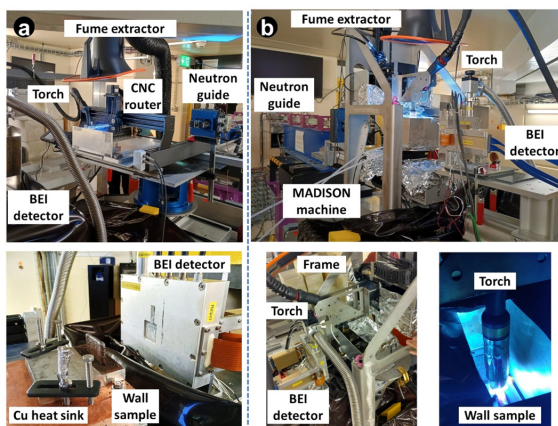 a
Fume extractor
Torch
CNC
router
Neutron
guide
BEI
detector
BEI detector
Cu heat sink
Wall
sample
b
Fume extractor
Torch
Neutron
guide
BEI
detector
MADISON
machine
Frame
Torch
BEI
detector
Torch
Wall sample